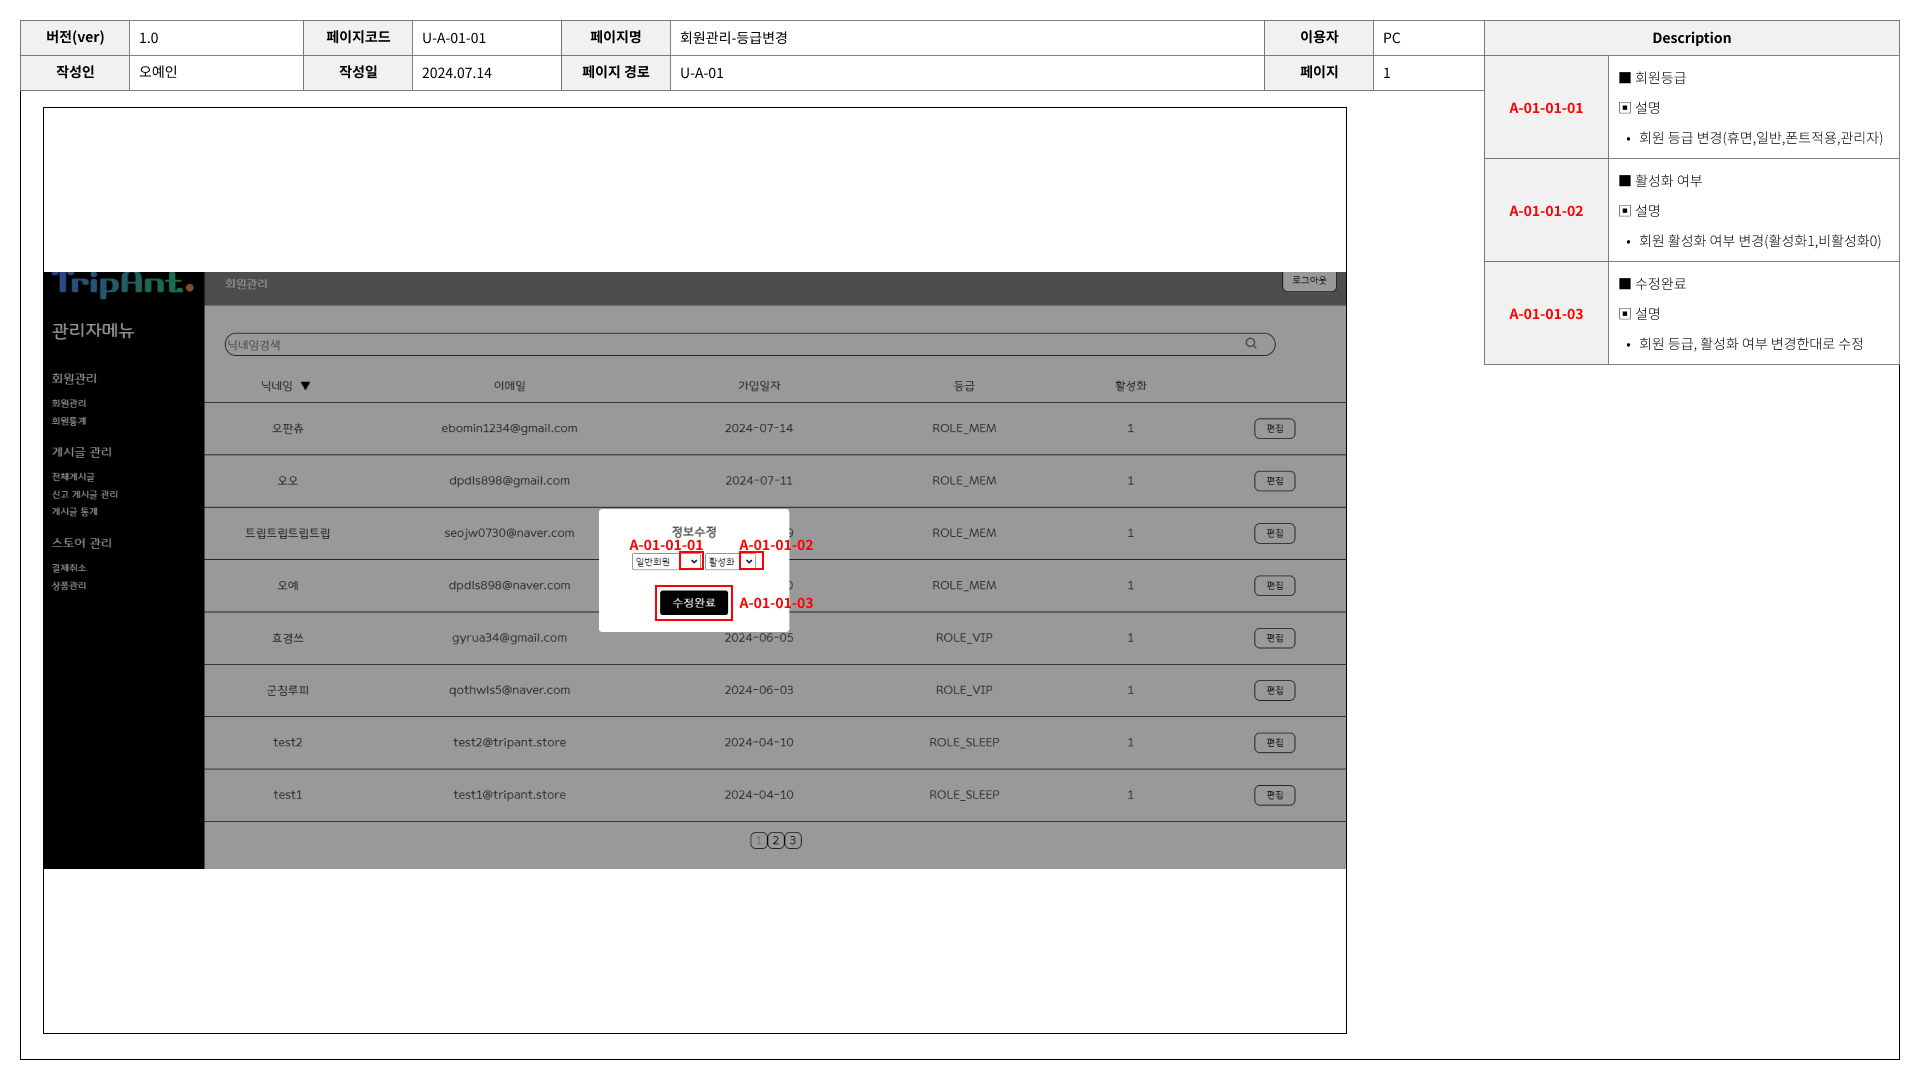 버전(ver) 1.0 페이지코드 U-A-01-01 페이지명 회원관리-등급변경 이용자 PC
작성인 오예인 작성일 2024.07.14 페이지 경로 U-A-01 페이지 1
Description
A-01-01-01
■ 회원등급
▣ 설명
• 회원 등급 변경(휴면,일반,폰트적용,관리자)
A-01-01-02
■ 활성화 여부
▣ 설명
• 회원 활성화 여부 변경(활성화1,비활성화0)
A-01-01-03
■ 수정완료
▣ 설명
• 회원 등급, 활성화 여부 변경한대로 수정
TripAnt.
관리자메뉴
회원관리
회원관리
회원통계
게시글 관리
전체게시글
신고 게시글 관리
게시글 통계
스토어 관리
결제취소
상품관리
회원관리 로그아웃
닉네임검색
닉네임 ▼ 이메일 가입일자 등급 활성화
오판츄 ebomin1234@gmail.com 2024-07-14 ROLE_MEM 1 편집
오오 dpdls898@gmail.com 2024-07-11 ROLE_MEM 1 편집
트립트립트립트립 seojw0730@naver.com 9 ROLE_MEM 1 편집
오예 dpdls898@naver.com ROLE_MEM 1 편집
효경쓰 gyrua34@gmail.com 2024-06-05 ROLE_VIP 1 편집
군침루피 qothwls5@naver.com 2024-06-03 ROLE_VIP 1 편집
test2 test2@tripant.store 2024-04-10 ROLE_SLEEP 1 편집
test1 test1@tripant.store 2024-04-10 ROLE_SLEEP 1 편집
1 2 3
정보수정
A-01-01-01 A-01-01-02
일반회원 활성화
수정완료 A-01-01-03